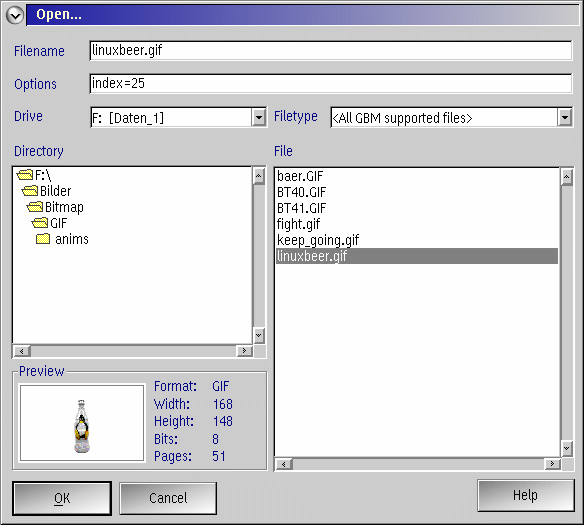 Open...
Filename linuxbeer.gif
Options index=25
Drive F: [Daten_1] Filetype <All GBM supported files>
Directory File
F:\
Bilder
Bitmap
GIF
anims
baer.GIF
BT40.GIF
BT41.GIF
fight.gif
keep_going.gif
linuxbeer.gif
Preview
Format: GIF
Width: 168
Height: 148
Bits: 8
Pages: 51
OK Cancel Help